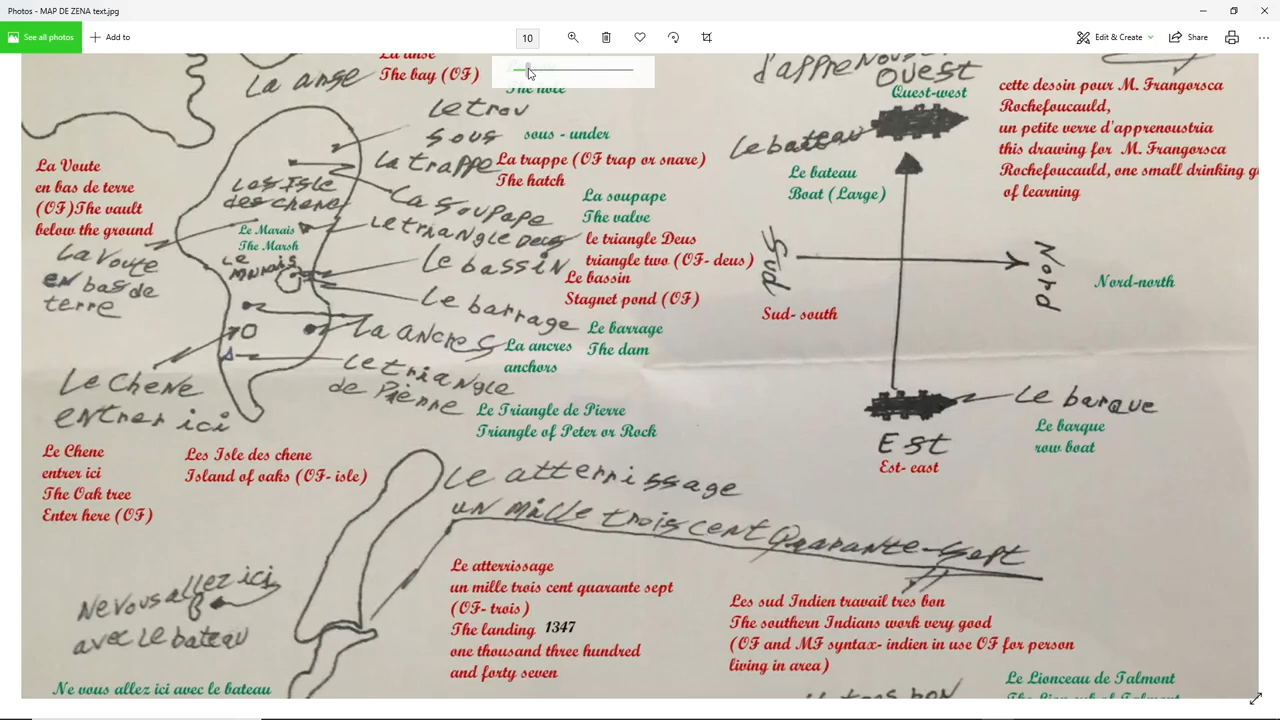 Photos - MAP DE ZENA text.jpg
See all photos
Add to
10
Edit & Create
Share
La anse
The bay (OF)
La anse
The hole
d'apprenous
ouest
Quest-west
cette dessin pour M. Frangorsca
Rochefoucauld,
un petite verre d'apprenoustria
this drawing for M. Frangorsca
Rochefoucauld, one small drinking g
of learning
Le trou
sous
La trappe
sous - under
La trappe (OF trap or snare)
The hatch
Le bateau
Le bateau
Boat (Large)
La Voute
en bas de terre
(OF)The vault
below the ground
Les Isle
des chene
La soupape
La soupape
The valve
Le Marais
The Marsh
Le
marais
Le triangle Deus
le triangle Deus
triangle two (OF- deus)
La voute
en bas de
terre
Le bassin
Le bassin
Stagnet pond (OF)
Sud
Nord
Nord-north
Sud- south
Le barrage
Le barrage
The dam
La ancres
La ancres
anchors
Le triangle
de Pierre
Le Triangle de Pierre
Triangle of Peter or Rock
Le Chene
entrer ici
Le barque
Le barque
row boat
Est
Est- east
Le Chene
entrer ici
The Oak tree
Enter here (OF)
Les Isle des chene
Island of oaks (OF- isle)
Le atterrissage
un mille trois cent Quarante-sept
Le atterrissage
un mille trois cent quarante sept
(OF- trois)
The landing 1347
one thousand three hundred
and forty seven
Les sud Indien travail tres bon
The southern Indians work very good
(OF and MF syntax- indien in use OF for person
living in area)
Ne vous allez ici
avec Le bateau
Ne vous allez ici avec le bateau
Le Lionceau de Talmont
The Lion cub of Talmont